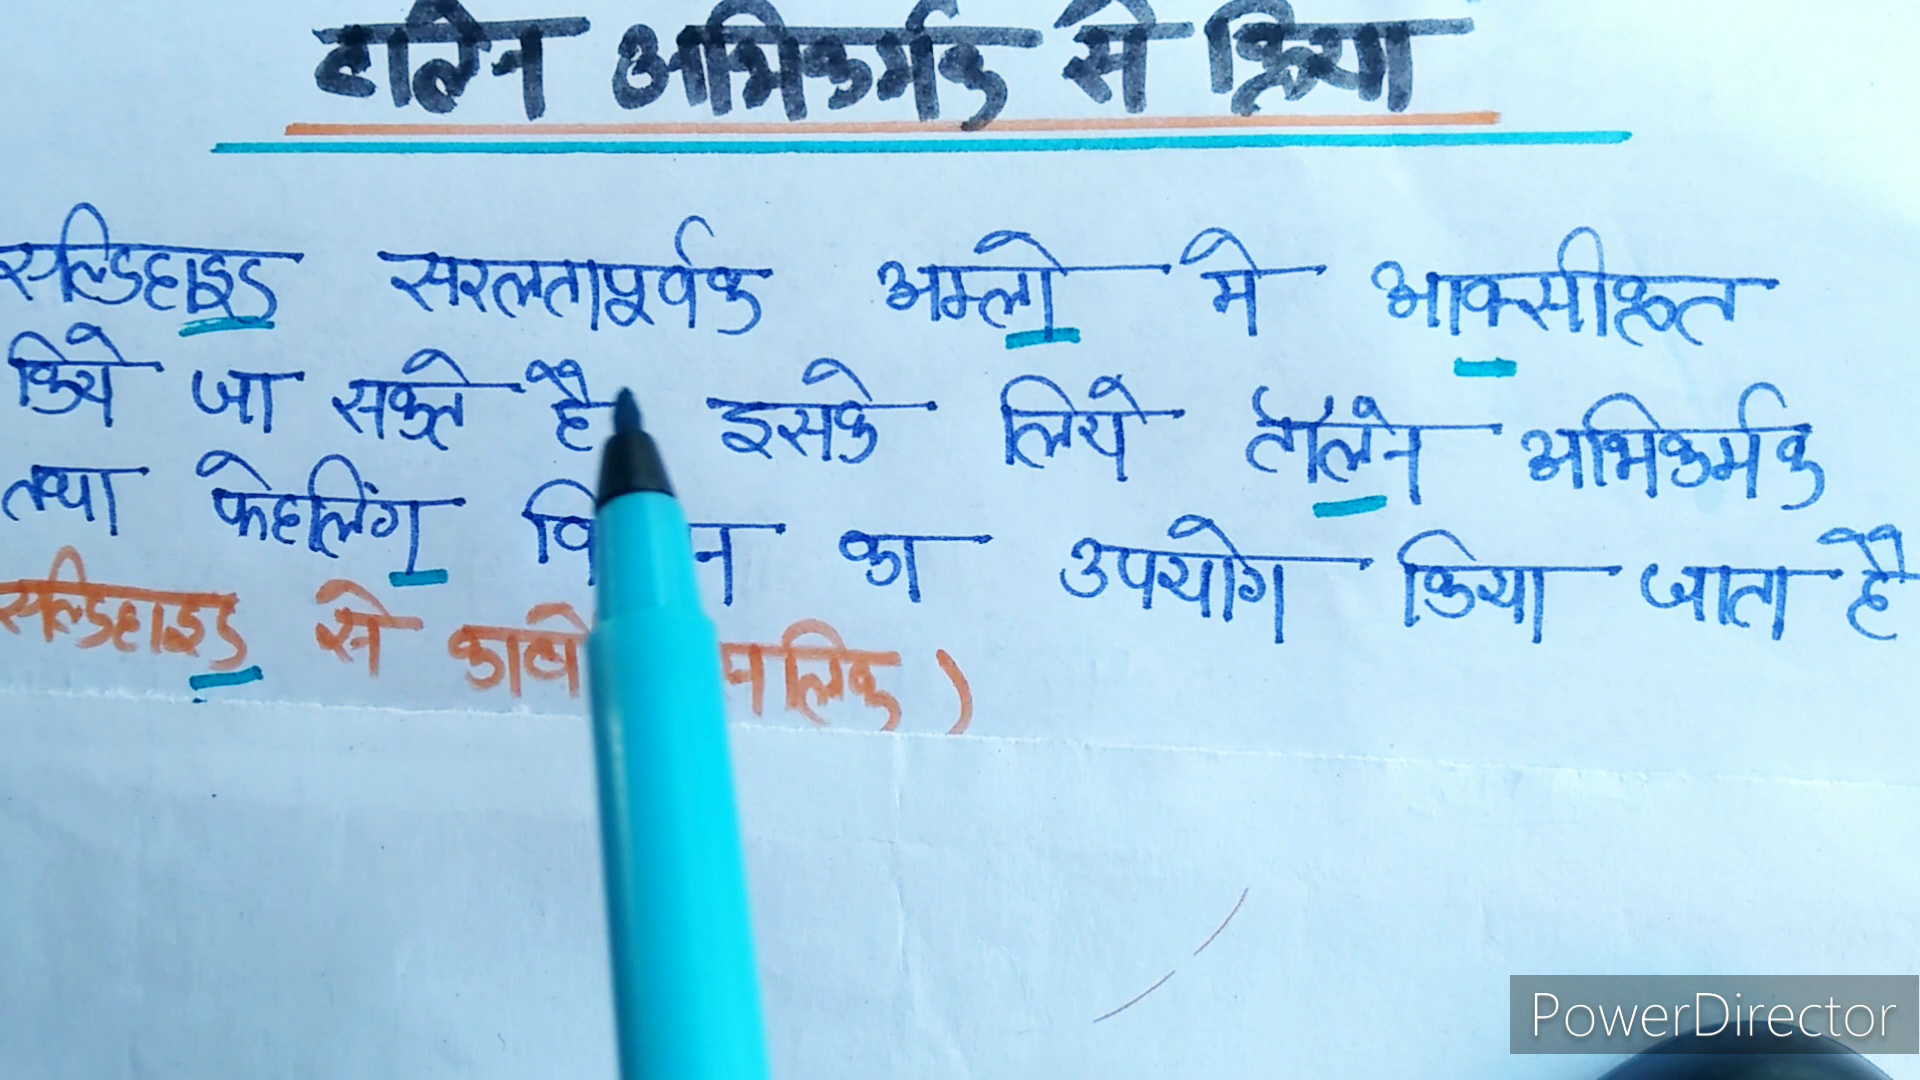 टालेन अभिकर्मक से क्रिया
एल्डिहाइड सरलतापूर्वक अम्लो मे आक्सीकृत
किये जा सकते है इसके लिये टॉलेन अभिकर्मक
तथा फेहलिंग का उपयोग किया जाता है
एल्डिहाइड से
PowerDirector